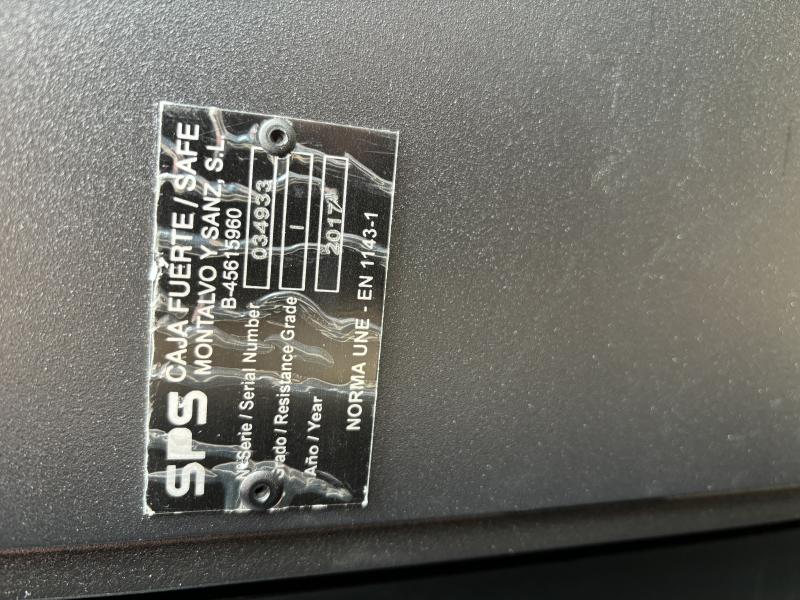 SPS CAJA FUERTE / SAFE
MONTALVO Y SANZ, S.L.
B-45615960
Nº Serie / Serial Number 034933
Grado / Resistance Grade I
Año / Year 2017
NORMA UNE - EN 1143-1